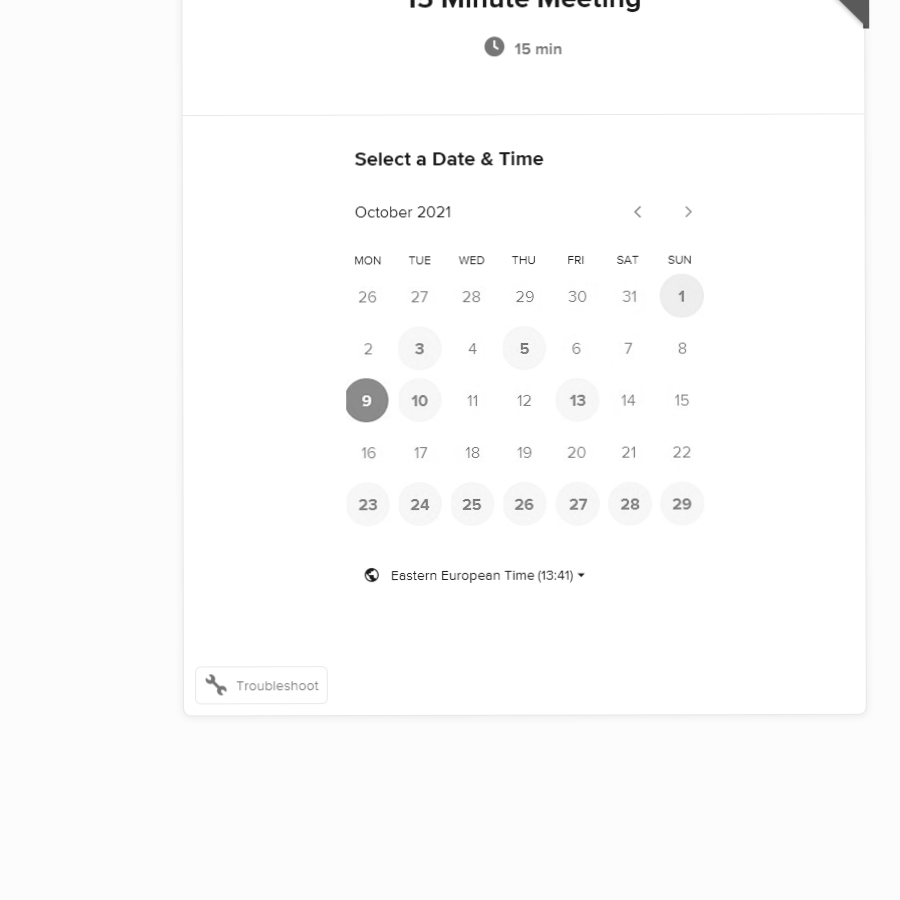 15 Minute Meeting
15 min
Select a Date & Time
October 2021
MON TUE WED THU FRI SAT SUN
26 27 28 29 30 31 1
2 3 4 5 6 7 8
9 10 11 12 13 14 15
16 17 18 19 20 21 22
23 24 25 26 27 28 29
Eastern European Time (13:41)
Troubleshoot